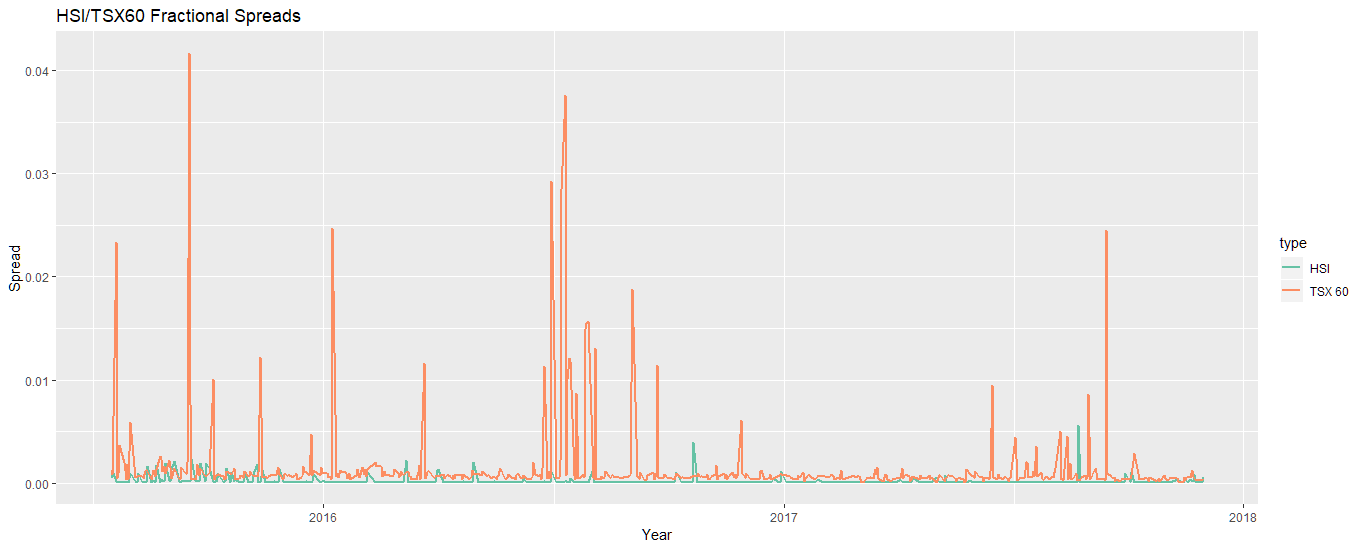 HSI/TSX60 Fractional Spreads
0.04
0.03
0.02
0.01
0.00
Spread
2016
2017
2018
Year
type
HSI
TSX 60